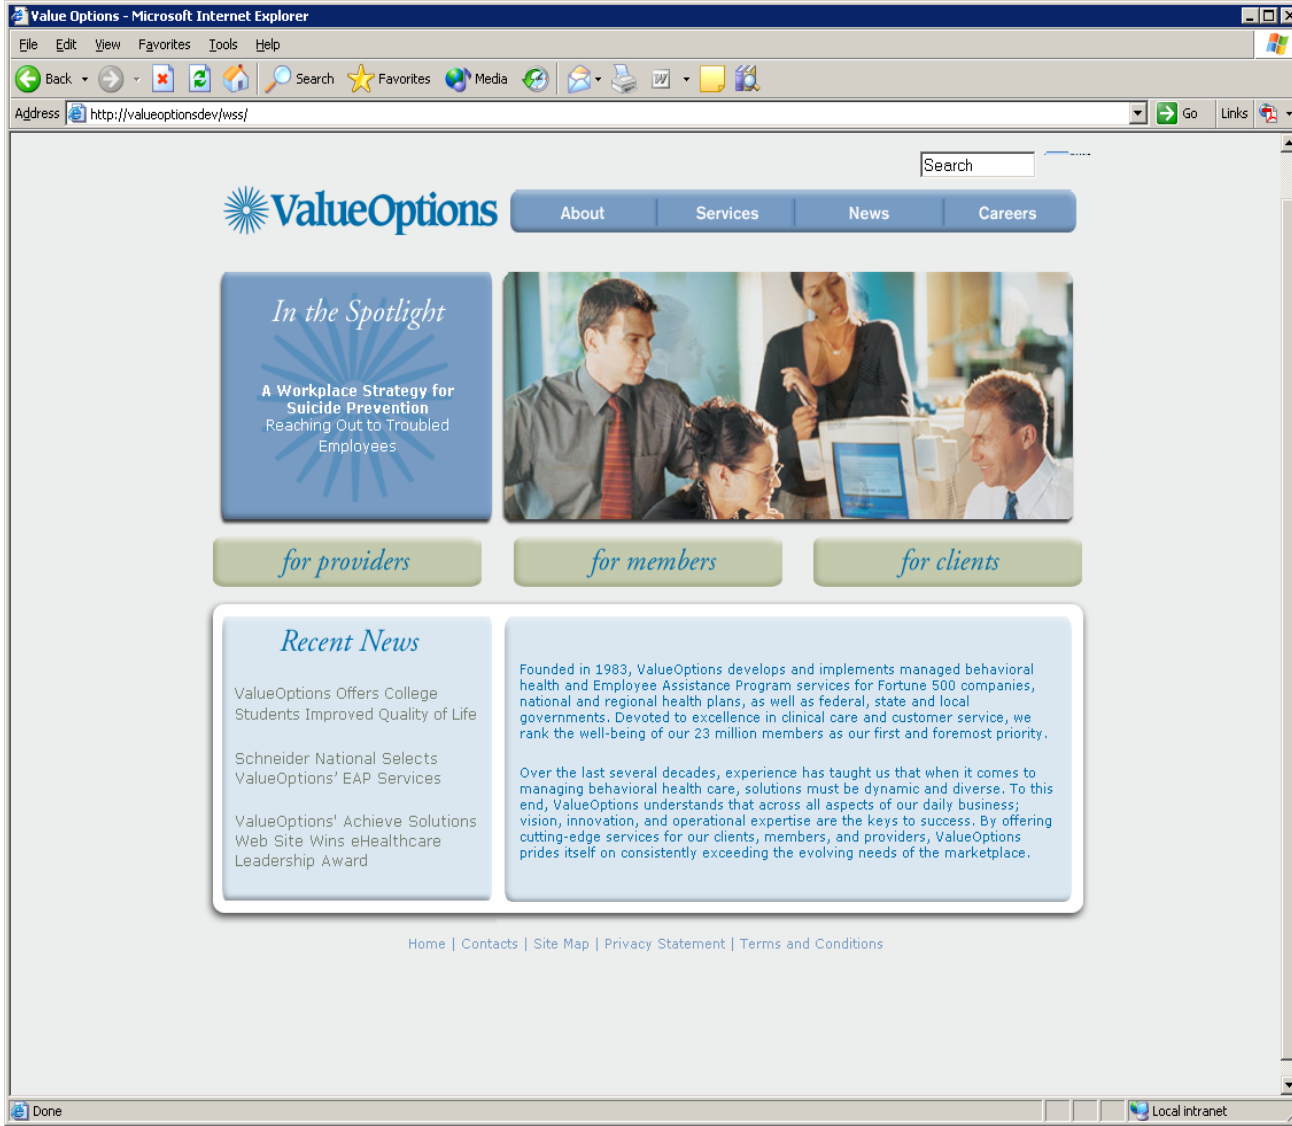 Value Options - Microsoft Internet Explorer
File Edit View Favorites Tools Help
Back Search Favorites Media
Address http://valueoptionsdev/wss/ Go Links
Search
ValueOptions About Services News Careers
In the Spotlight
A Workplace Strategy for
Suicide Prevention
Reaching Out to Troubled
Employees
for providers for members for clients
Recent News
ValueOptions Offers College
Students Improved Quality of Life
Schneider National Selects
ValueOptions’ EAP Services
ValueOptions' Achieve Solutions
Web Site Wins eHealthcare
Leadership Award
Founded in 1983, ValueOptions develops and implements managed behavioral
health and Employee Assistance Program services for Fortune 500 companies,
national and regional health plans, as well as federal, state and local
governments. Devoted to excellence in clinical care and customer service, we
rank the well-being of our 23 million members as our first and foremost priority.
Over the last several decades, experience has taught us that when it comes to
managing behavioral health care, solutions must be dynamic and diverse. To this
end, ValueOptions understands that across all aspects of our daily business;
vision, innovation, and operational expertise are the keys to success. By offering
cutting-edge services for our clients, members, and providers, ValueOptions
prides itself on consistently exceeding the evolving needs of the marketplace.
Home | Contacts | Site Map | Privacy Statement | Terms and Conditions
Done Local intranet